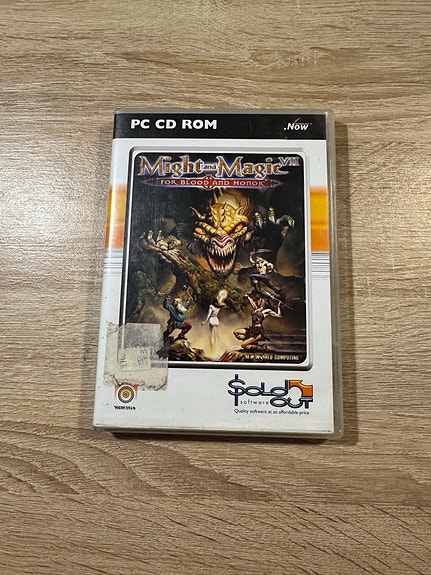 PC CD ROM
.Now
Might and Magic VII
FOR BLOOD AND HONOR
NEW WORLD COMPUTING
Sold
software OUT
Quality software at an affordable price